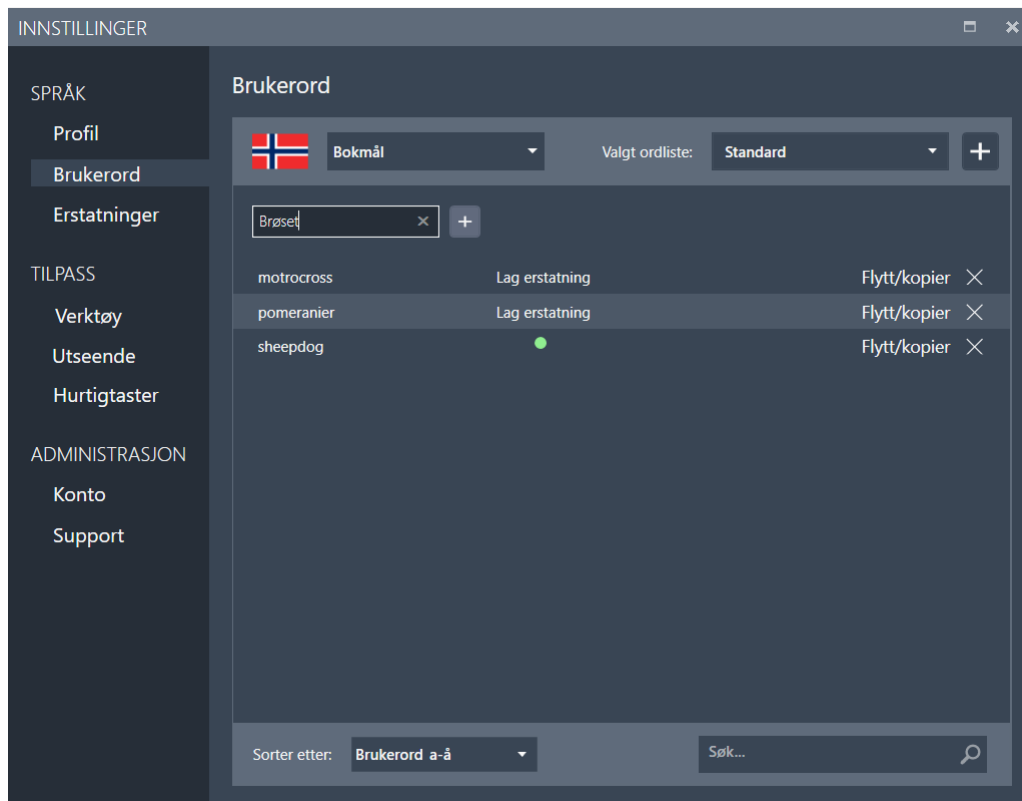 INNSTILLINGER
SPRÅK
Profil
Brukerord
Erstatninger
TILPASS
Verktøy
Utseende
Hurtigtaster
ADMINISTRASJON
Konto
Support
Brukerord
Bokmål Valgt ordliste: Standard +
Brøset × +
motrocross Lag erstatning Flytt/kopier
pomeranier Lag erstatning Flytt/kopier
sheepdog Flytt/kopier
Sorter etter: Brukerord a-å Søk...